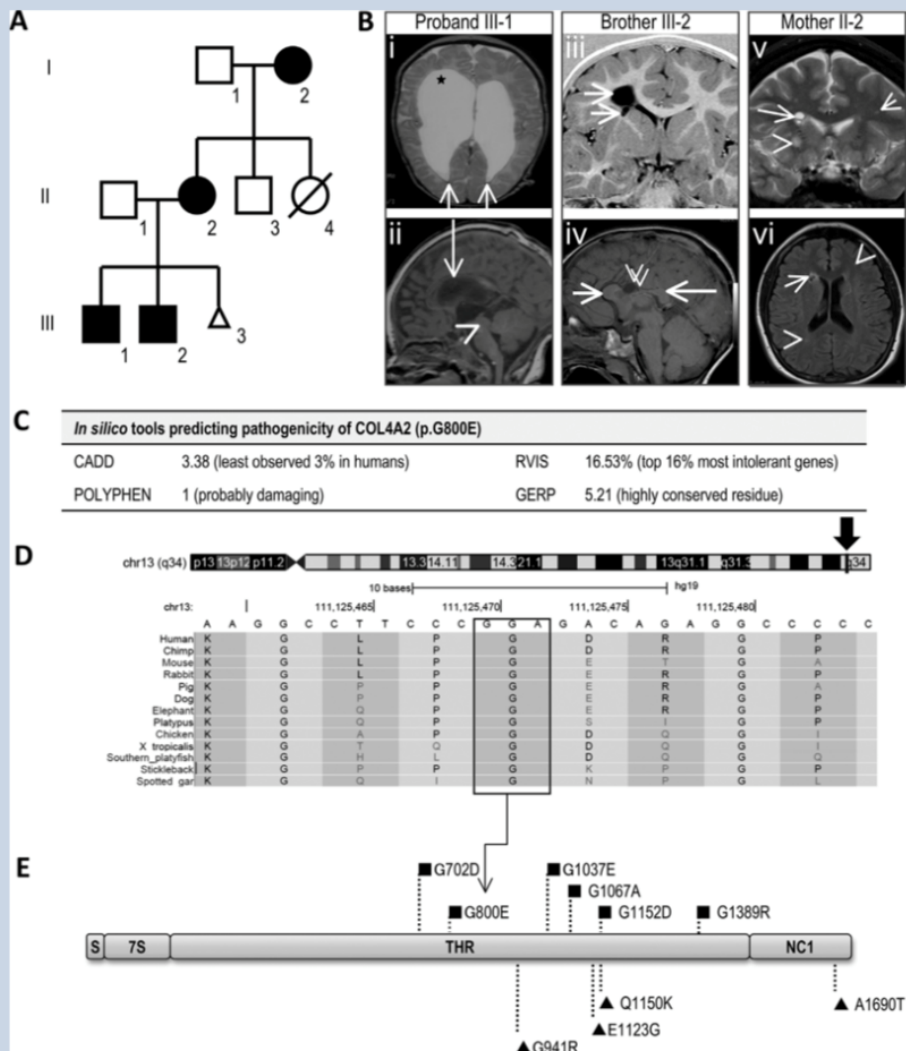 A
I
1
2
II
1
2
3
4
III
1
2
3
B
Proband III-1
Brother III-2
Mother II-2
i
iii
v
ii
iv
vi
C
In silico tools predicting pathogenicity of COL4A2 (p.G800E)
CADD 3.38 (least observed 3% in humans) RVIS 16.53% (top 16% most intolerant genes)
POLYPHEN 1 (probably damaging) GERP 5.21 (highly conserved residue)
D
chr13 (q34) p13 13p12 p11.2 13.3 14.11 14.3 21.1 13q31.1 q31.3 q34
10 bases hg19
chr13: 111,125,465 111,125,470 111,125,475 111,125,480
A A G G C C T T C C C G G A G A C A G A G G C C C C C
Human K G L P G D R G P
Chimp K G L P G D R G P
Mouse K G L P G E T G A
Rabbit K G L P G E R G P
Pig K G P P G E R G A
Dog K G P P G E R G P
Elephant K G Q P G E R G P
Platypus K G Q P G S I G P
Chicken K G A P G D Q G I
X tropicalis K G T Q G D Q G I
Southern_platyfish K G H L G D Q G Q
Stickleback K G P P G K P G P
Spotted gar K G Q I G N P G L
E
G702D
G1037E
G1067A
G800E
G1152D
G1389R
S 7S THR NC1
Q1150K
A1690T
E1123G
G941R